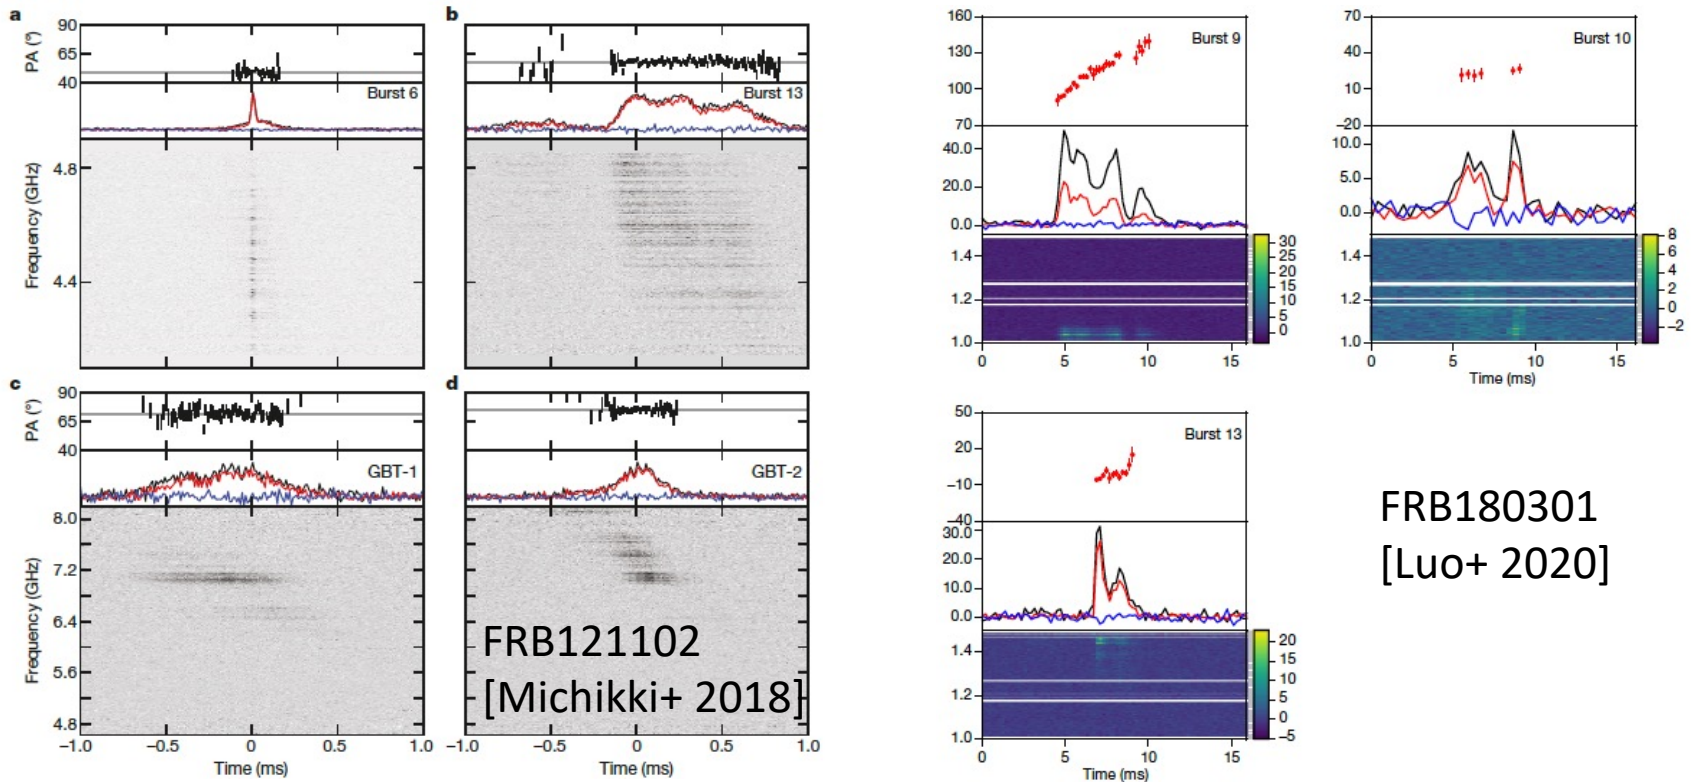 a
90
65
40
PA (°)
Burst 6
4.8
4.4
Frequency (GHz)
b
Burst 13
c
90
65
40
PA (°)
GBT-1
8.0
7.2
6.4
5.6
4.8
Frequency (GHz)
−1.0 −0.5 0 0.5 1.0
Time (ms)
d
GBT-2
FRB121102
[Michikki+ 2018]
−1.0 −0.5 0 0.5 1.0
Time (ms)
160
130
100
70
Burst 9
40.0
20.0
0.0
1.4
1.2
1.0
30
25
20
15
10
5
0
0 5 10 15
70
40
10
−20
Burst 10
10.0
5.0
0.0
1.4
1.2
1.0
8
6
4
2
0
−2
0 5 10 15
Time (ms)
50
20
−10
−40
Burst 13
30.0
20.0
10.0
0.0
1.4
1.2
1.0
20
15
10
5
0
−5
0 5 10 15
Time (ms)
FRB180301
[Luo+ 2020]